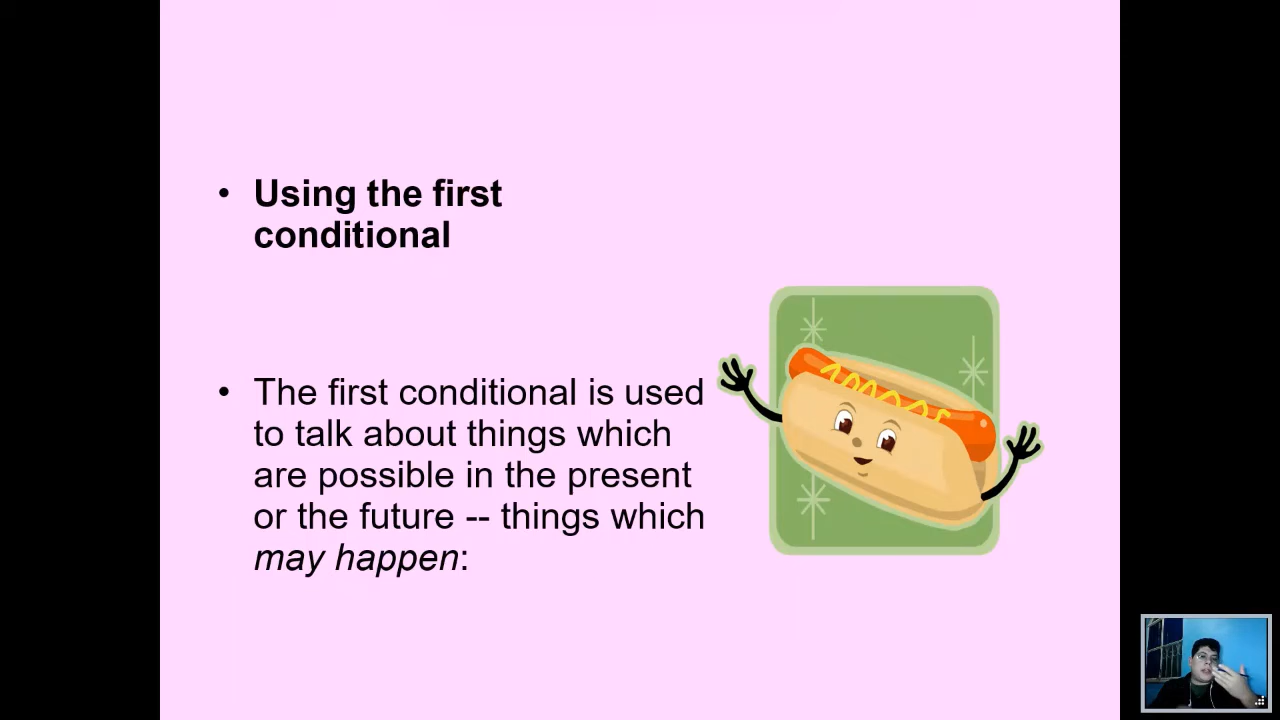 • Using the first
conditional
• The first conditional is used
to talk about things which
are possible in the present
or the future -- things which
may happen: